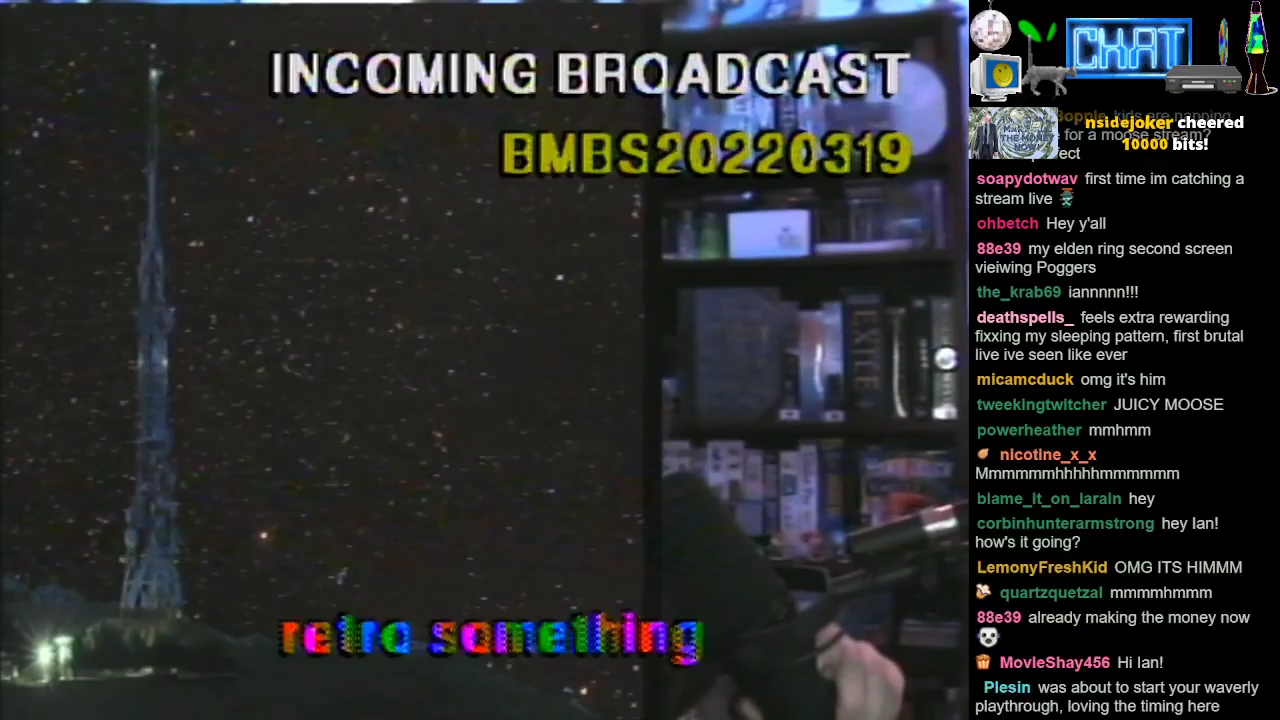 INCOMING BROADCAST
BMBS20220319
retro something
CHAT
nsidejoker cheered
10000 bits!
for a moose stream?
soapydotwav first time im catching a
stream live
ohbetch Hey y'all
88e39 my elden ring second screen
vieiwing Poggers
the_krab69 iannnnn!!!
deathspells_ feels extra rewarding
fixxing my sleeping pattern, first brutal
live ive seen like ever
micamcduck omg it's him
tweekingtwitcher JUICY MOOSE
powerheather mmhmm
nicotine_x_x
Mmmmmmhhhhhmmmmmm
blame_It_on_larain hey
corbinhunterarmstrong hey Ian!
how's it going?
LemonyFreshKid OMG ITS HIMMM
quartzquetzal mmmmhmmm
88e39 already making the money now
MovieShay456 Hi Ian!
Plesin was about to start your waverly
playthrough, loving the timing here